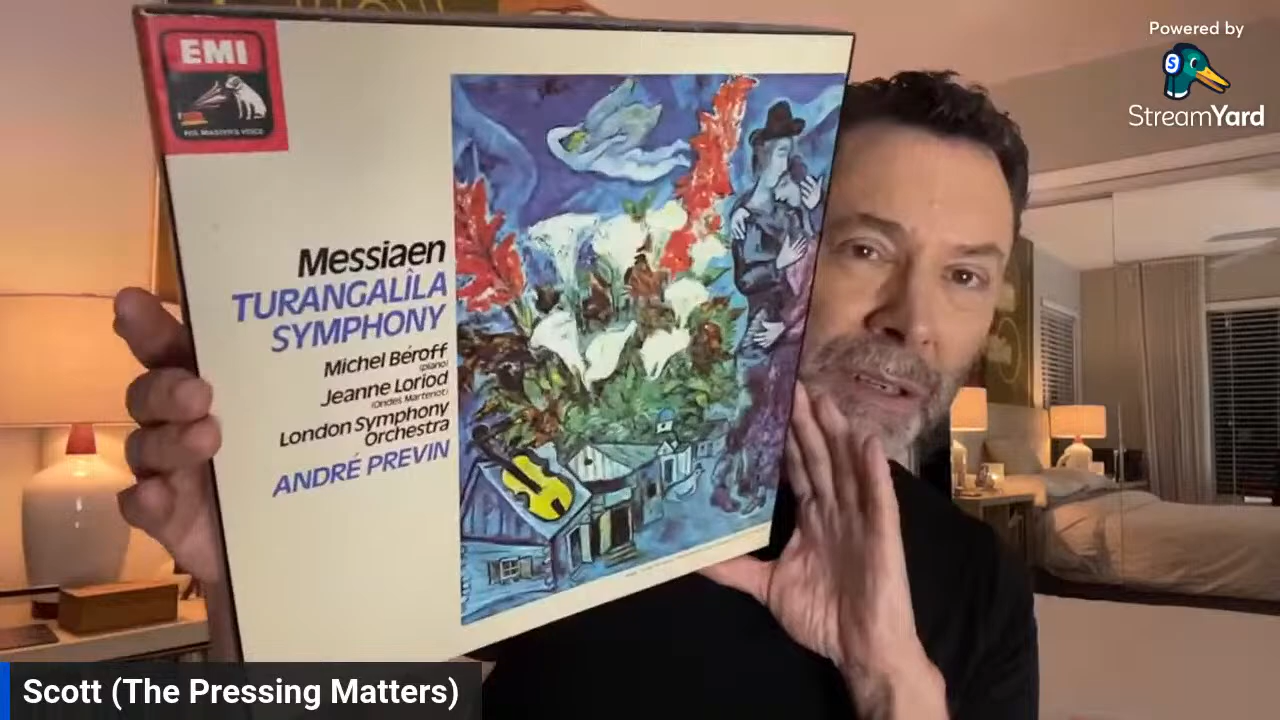 Powered by
StreamYard
EMI
HIS MASTER'S VOICE
Messiaen
TURANGALÎLA
SYMPHONY
Michel Béroff
(piano)
Jeanne Loriod
(Ondes Martenot)
London Symphony
Orchestra
ANDRÉ PREVIN
Scott (The Pressing Matters)